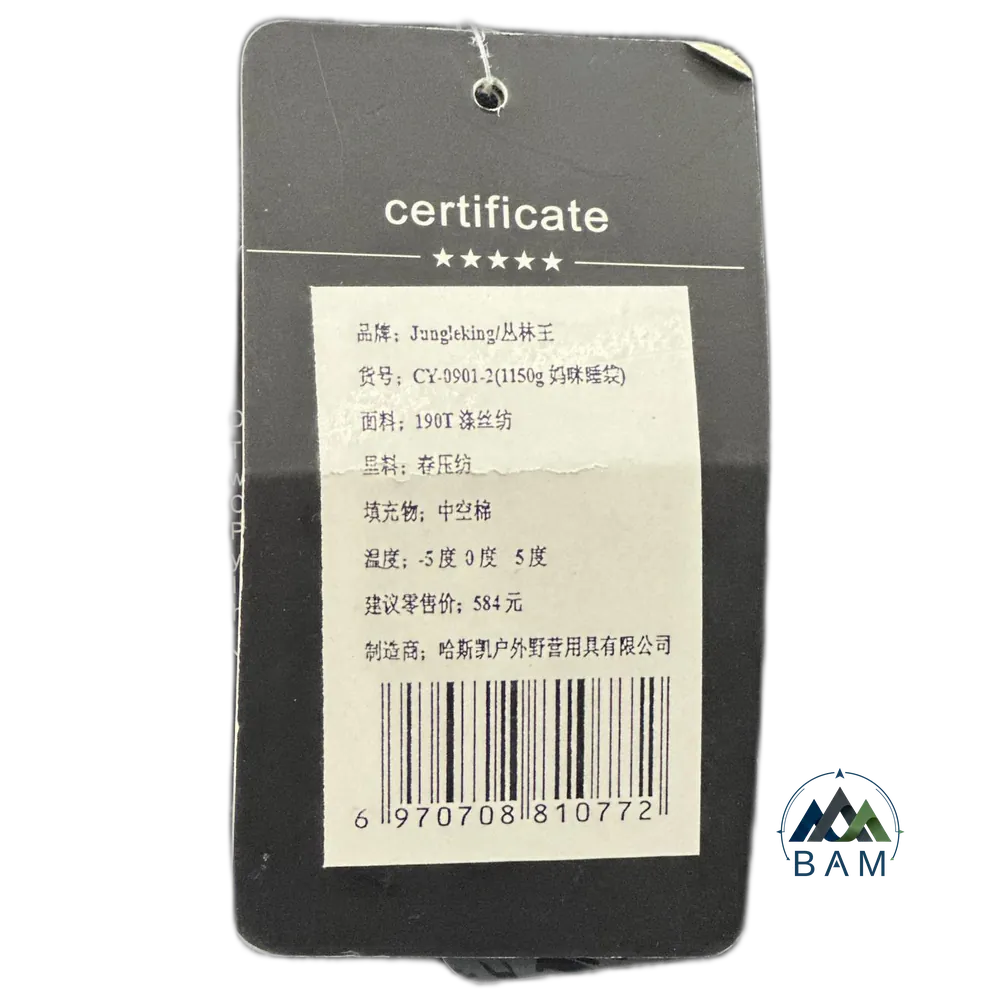 certificate
★★★★★
品牌：Jungleking/丛林王
货号：CY-0901-2(1150g 妈咪睡袋)
面料：190T 涤丝纺
里料：春压纺
填充物：中空棉
温度：-5度 0度 5度
建议零售价：584元
制造商：哈斯凯户外野营用具有限公司
6 970708 810772
BAM